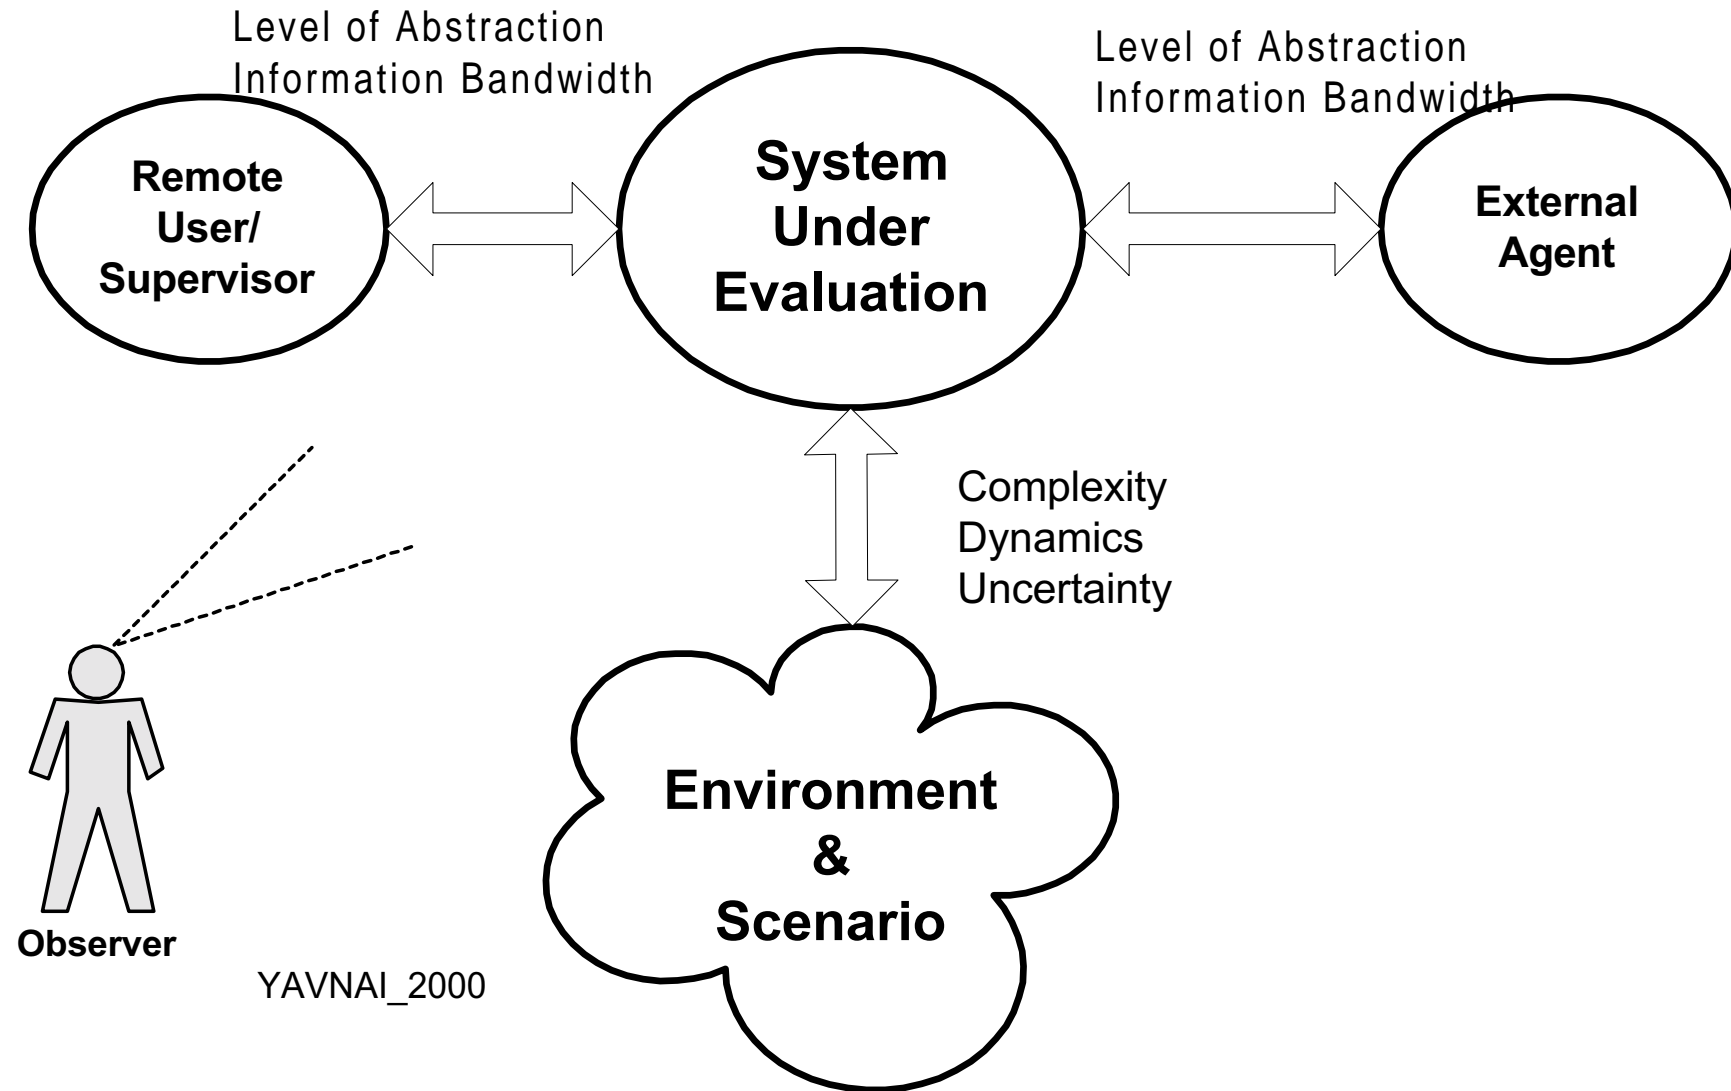 Level of Abstraction
Information Bandwidth
Level of Abstraction
Information Bandwidth
Remote
User/
Supervisor
System
Under
Evaluation
External
Agent
Complexity
Dynamics
Uncertainty
Environment
&
Scenario
Observer
YAVNAI_2000